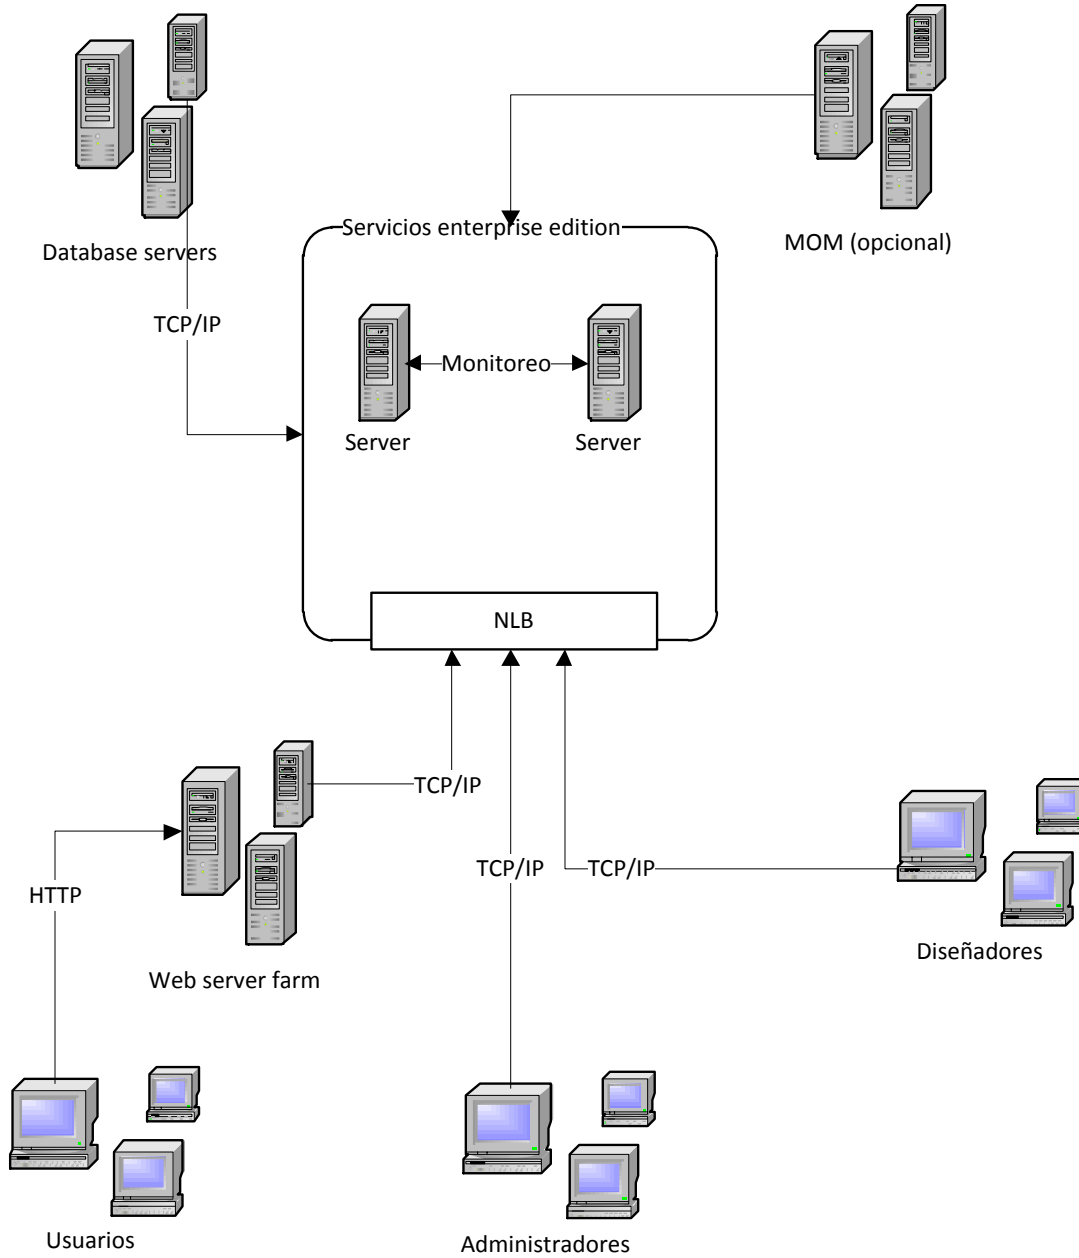 Servicios enterprise edition
MOM (opcional)
Database servers
TCP/IP
Monitoreo
Server
Server
NLB
TCP/IP
TCP/IP
TCP/IP
HTTP
Diseñadores
Web server farm
Usuarios
Administradores